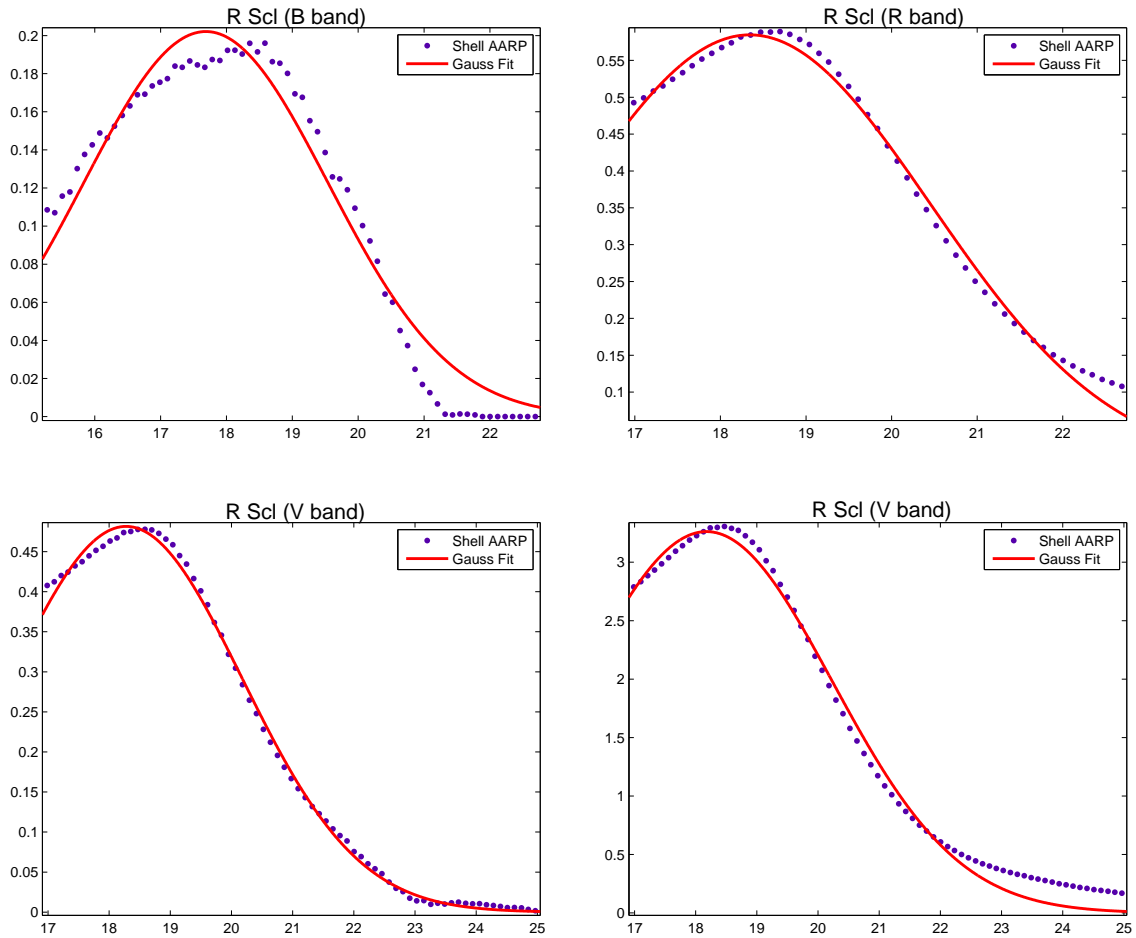 R Scl (B band)
0.2
0.18
0.16
0.14
0.12
0.1
0.08
0.06
0.04
0.02
0
16 17 18 19 20 21 22
Shell AARP
Gauss Fit
R Scl (R band)
0.55
0.5
0.45
0.4
0.35
0.3
0.25
0.2
0.15
0.1
17 18 19 20 21 22
Shell AARP
Gauss Fit
R Scl (V band)
0.45
0.4
0.35
0.3
0.25
0.2
0.15
0.1
0.05
0
17 18 19 20 21 22 23 24 25
Shell AARP
Gauss Fit
R Scl (V band)
3
2.5
2
1.5
1
0.5
0
17 18 19 20 21 22 23 24 25
Shell AARP
Gauss Fit